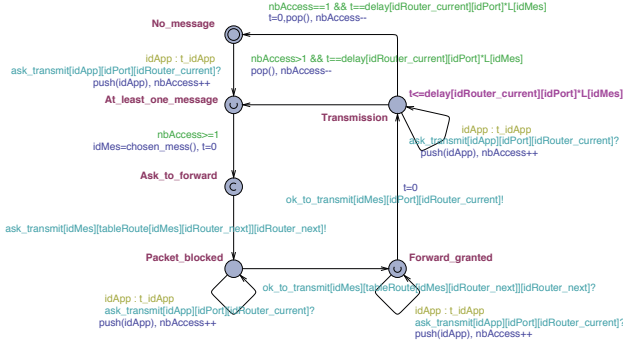 nbAccess==1 && t==delay[idRouter_current][idPort]*L[idMes]
t=0,pop(), nbAccess--
No_message
idApp : t_idApp
ask_transmit[idApp][idPort][idRouter_current]?
push(idApp), nbAccess++
nbAccess>1 && t==delay[idRouter_current][idPort]*L[idMes]
pop(), nbAccess--
At_least_one_message
t<=delay[idRouter_current][idPort]*L[idMes]
Transmission
idApp : t_idApp
ask_transmit[idApp][idPort][idRouter_current]?
push(idApp), nbAccess++
nbAccess>=1
idMes=chosen_mess(), t=0
Ask_to_forward
t=0
ok_to_transmit[idMes][idPort][idRouter_current]!
ask_transmit[idMes][tableRoute[idMes][idRouter_next]][idRouter_next]!
Packet_blocked
Forward_granted
ok_to_transmit[idMes][tableRoute[idMes][idRouter_next]][idRouter_next]?
idApp : t_idApp
ask_transmit[idApp][idPort][idRouter_current]?
push(idApp), nbAccess++
idApp : t_idApp
ask_transmit[idApp][idPort][idRouter_current]?
push(idApp), nbAccess++